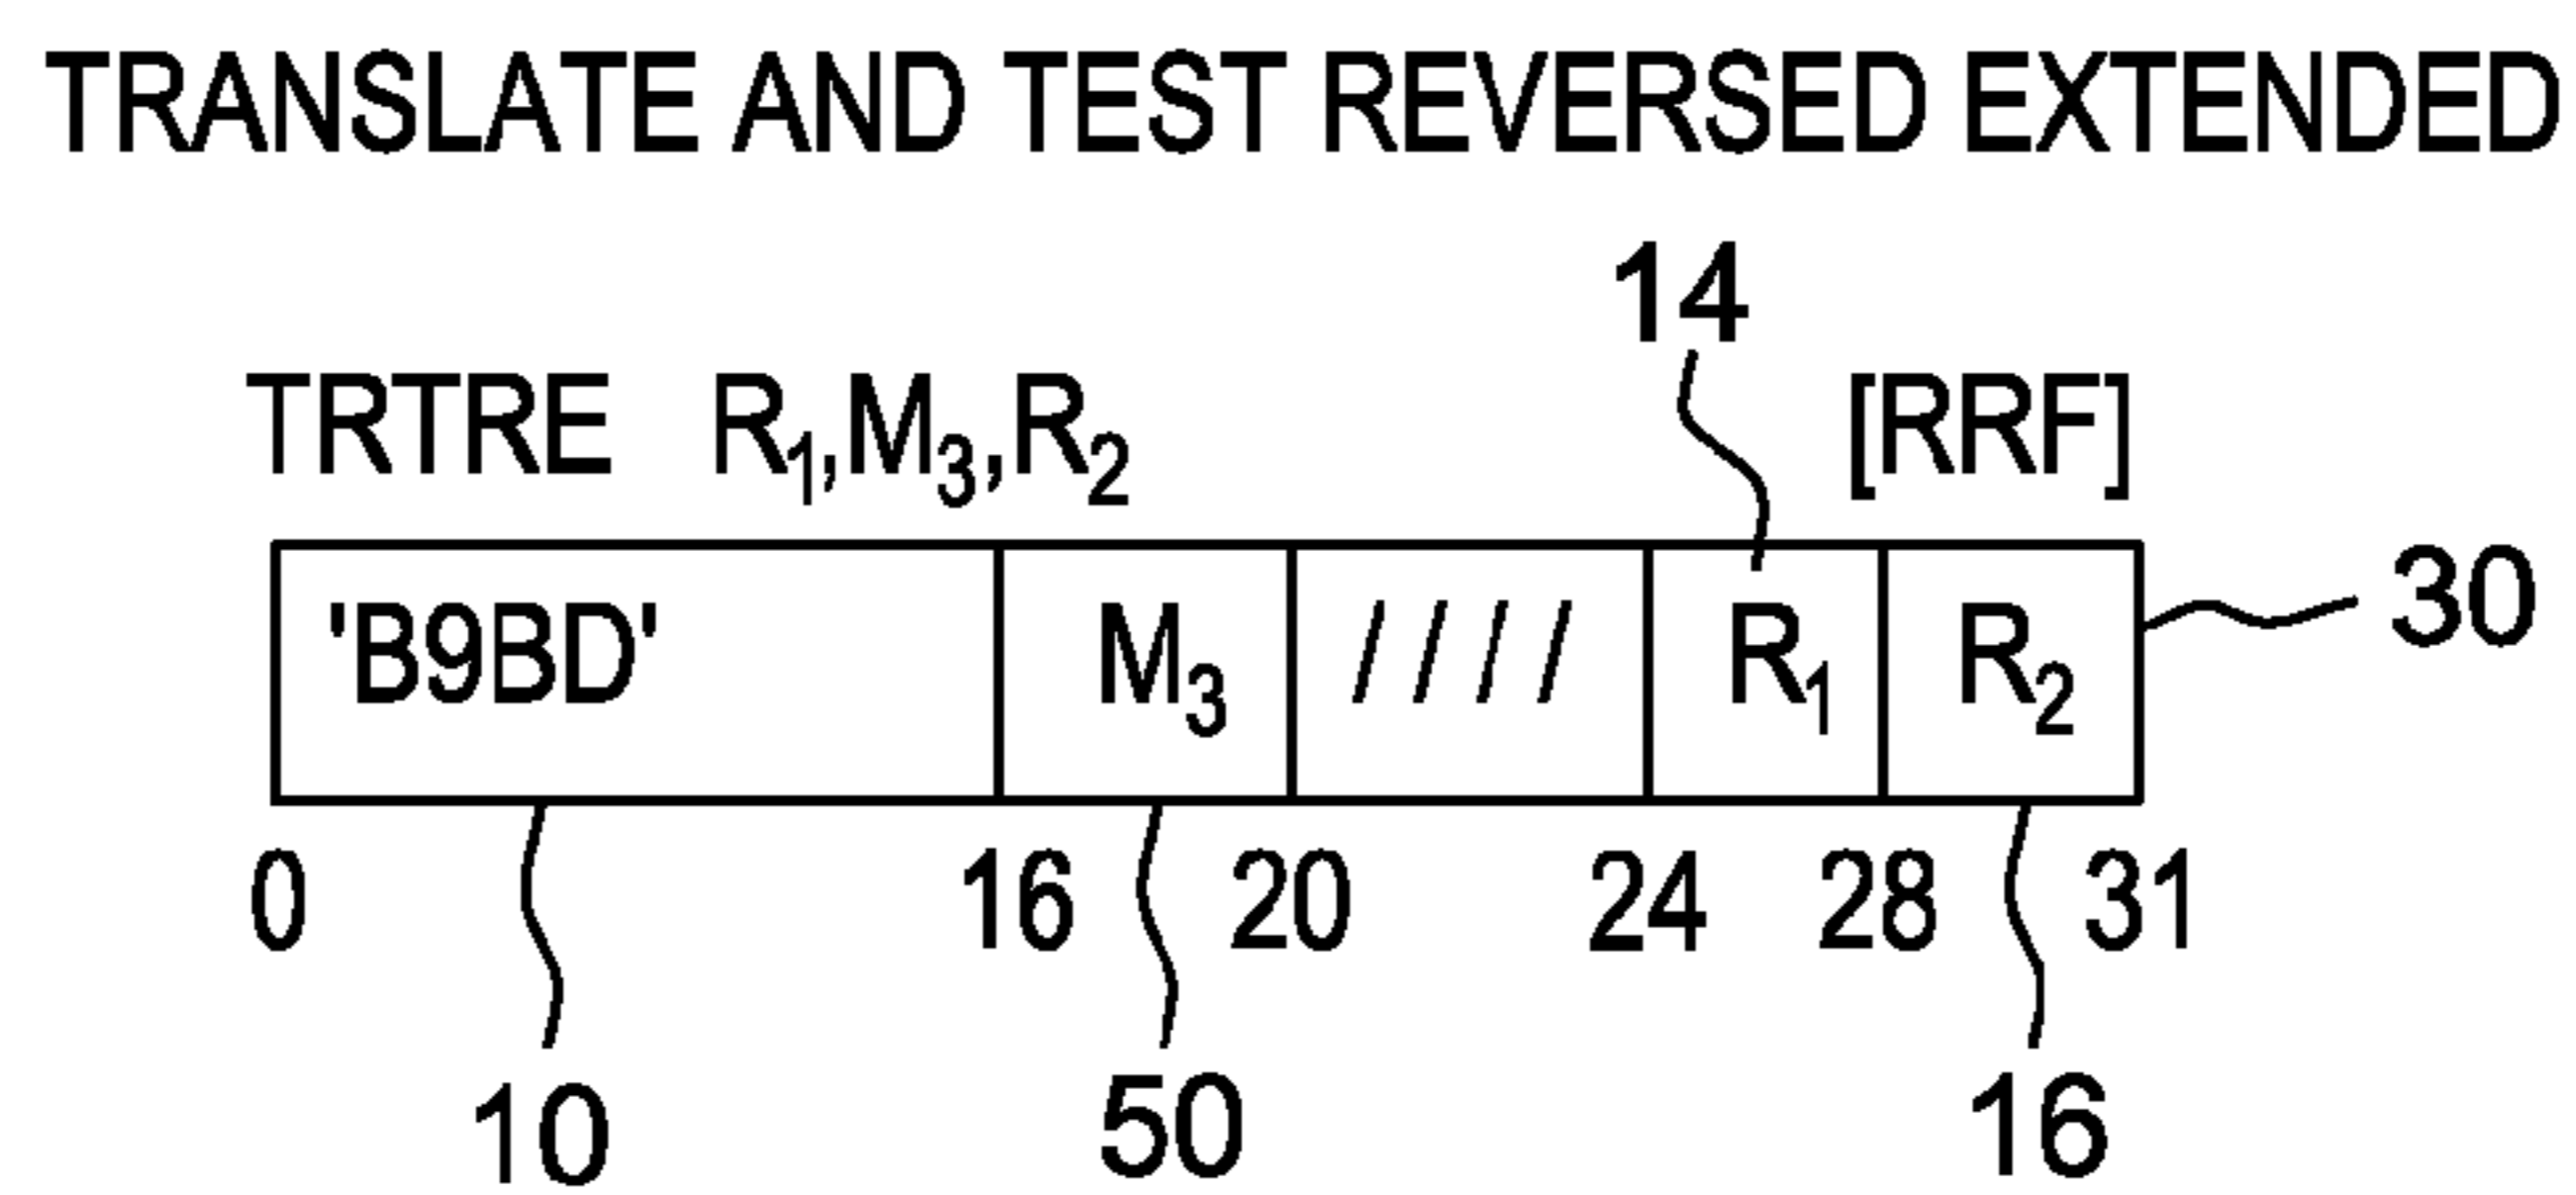 TRANSLATE AND TEST REVERSED EXTENDED
14
TRTRE R₁,M₃,R₂ [RRF]
'B9BD' M₃ //// R₁ R₂ 30
0 16 20 24 28 31
10 50 16